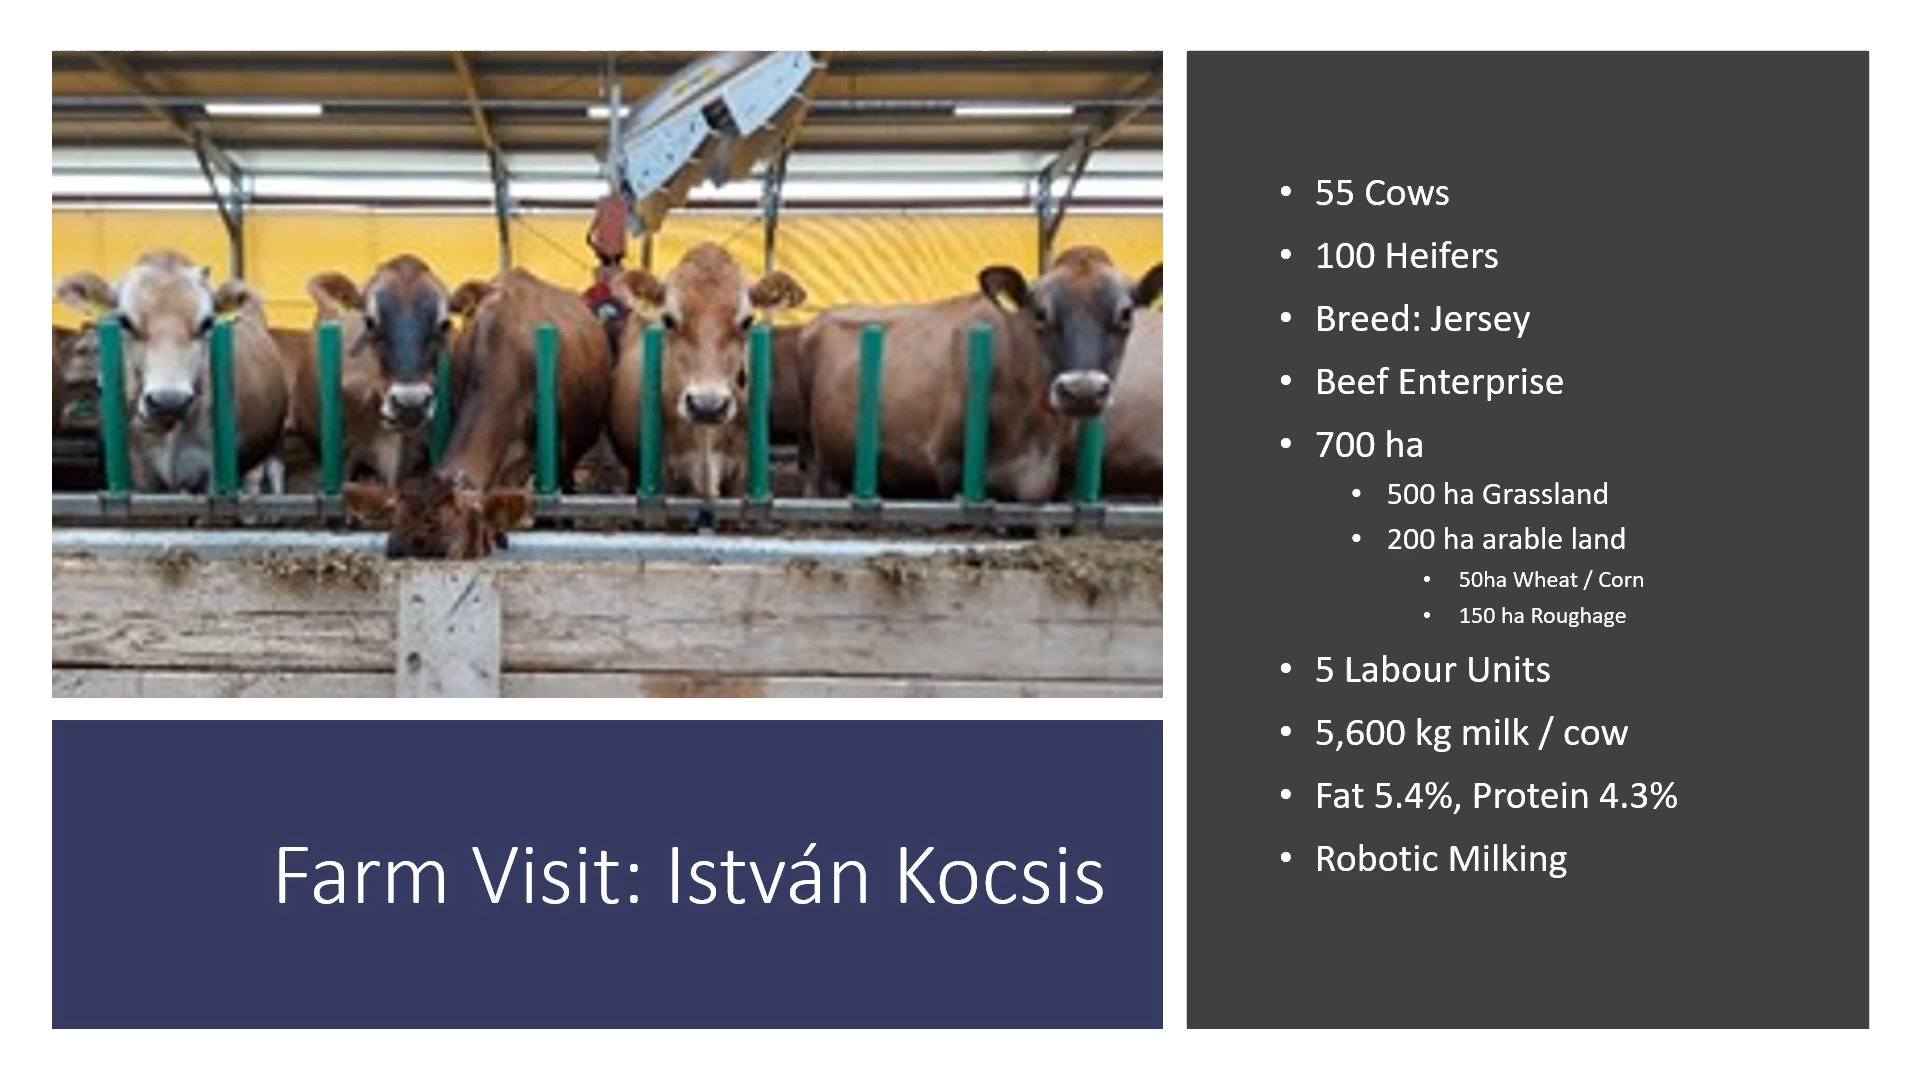 55 Cows
100 Heifers
Breed: Jersey
Beef Enterprise
700 ha
500 ha Grassland
200 ha arable land
50ha Wheat / Corn
150 ha Roughage
5 Labour Units
5,600 kg milk / cow
Fat 5.4%, Protein 4.3%
Robotic Milking
Farm Visit: István Kocsis